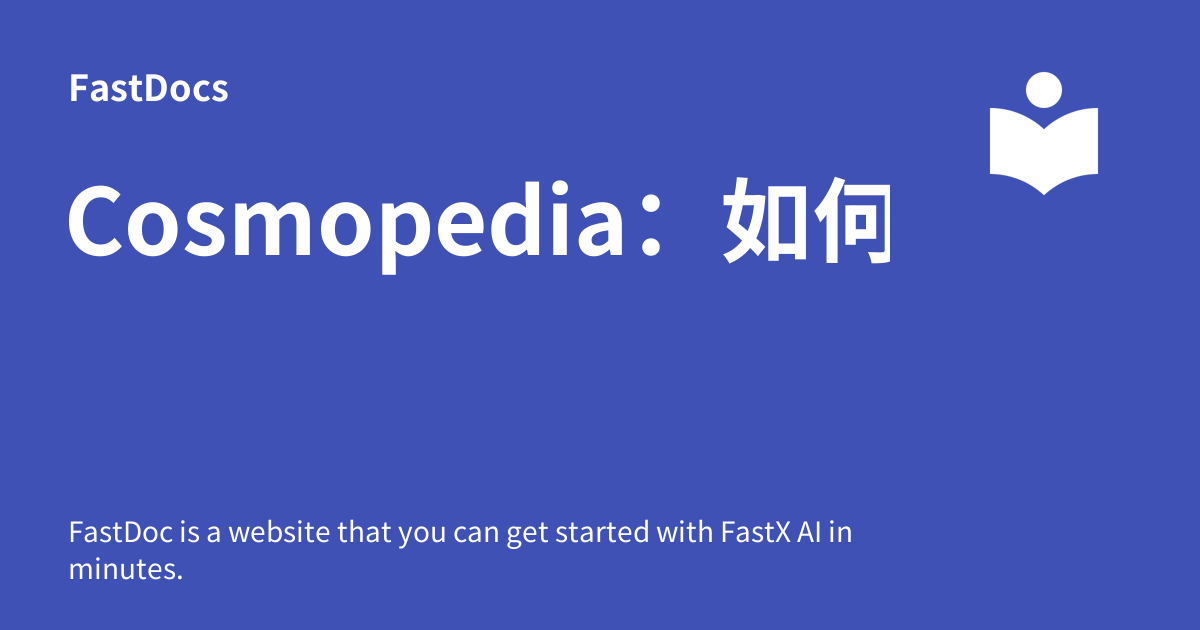 FastDocs
Cosmopedia：如何
FastDoc is a website that you can get started with FastX AI in
minutes.